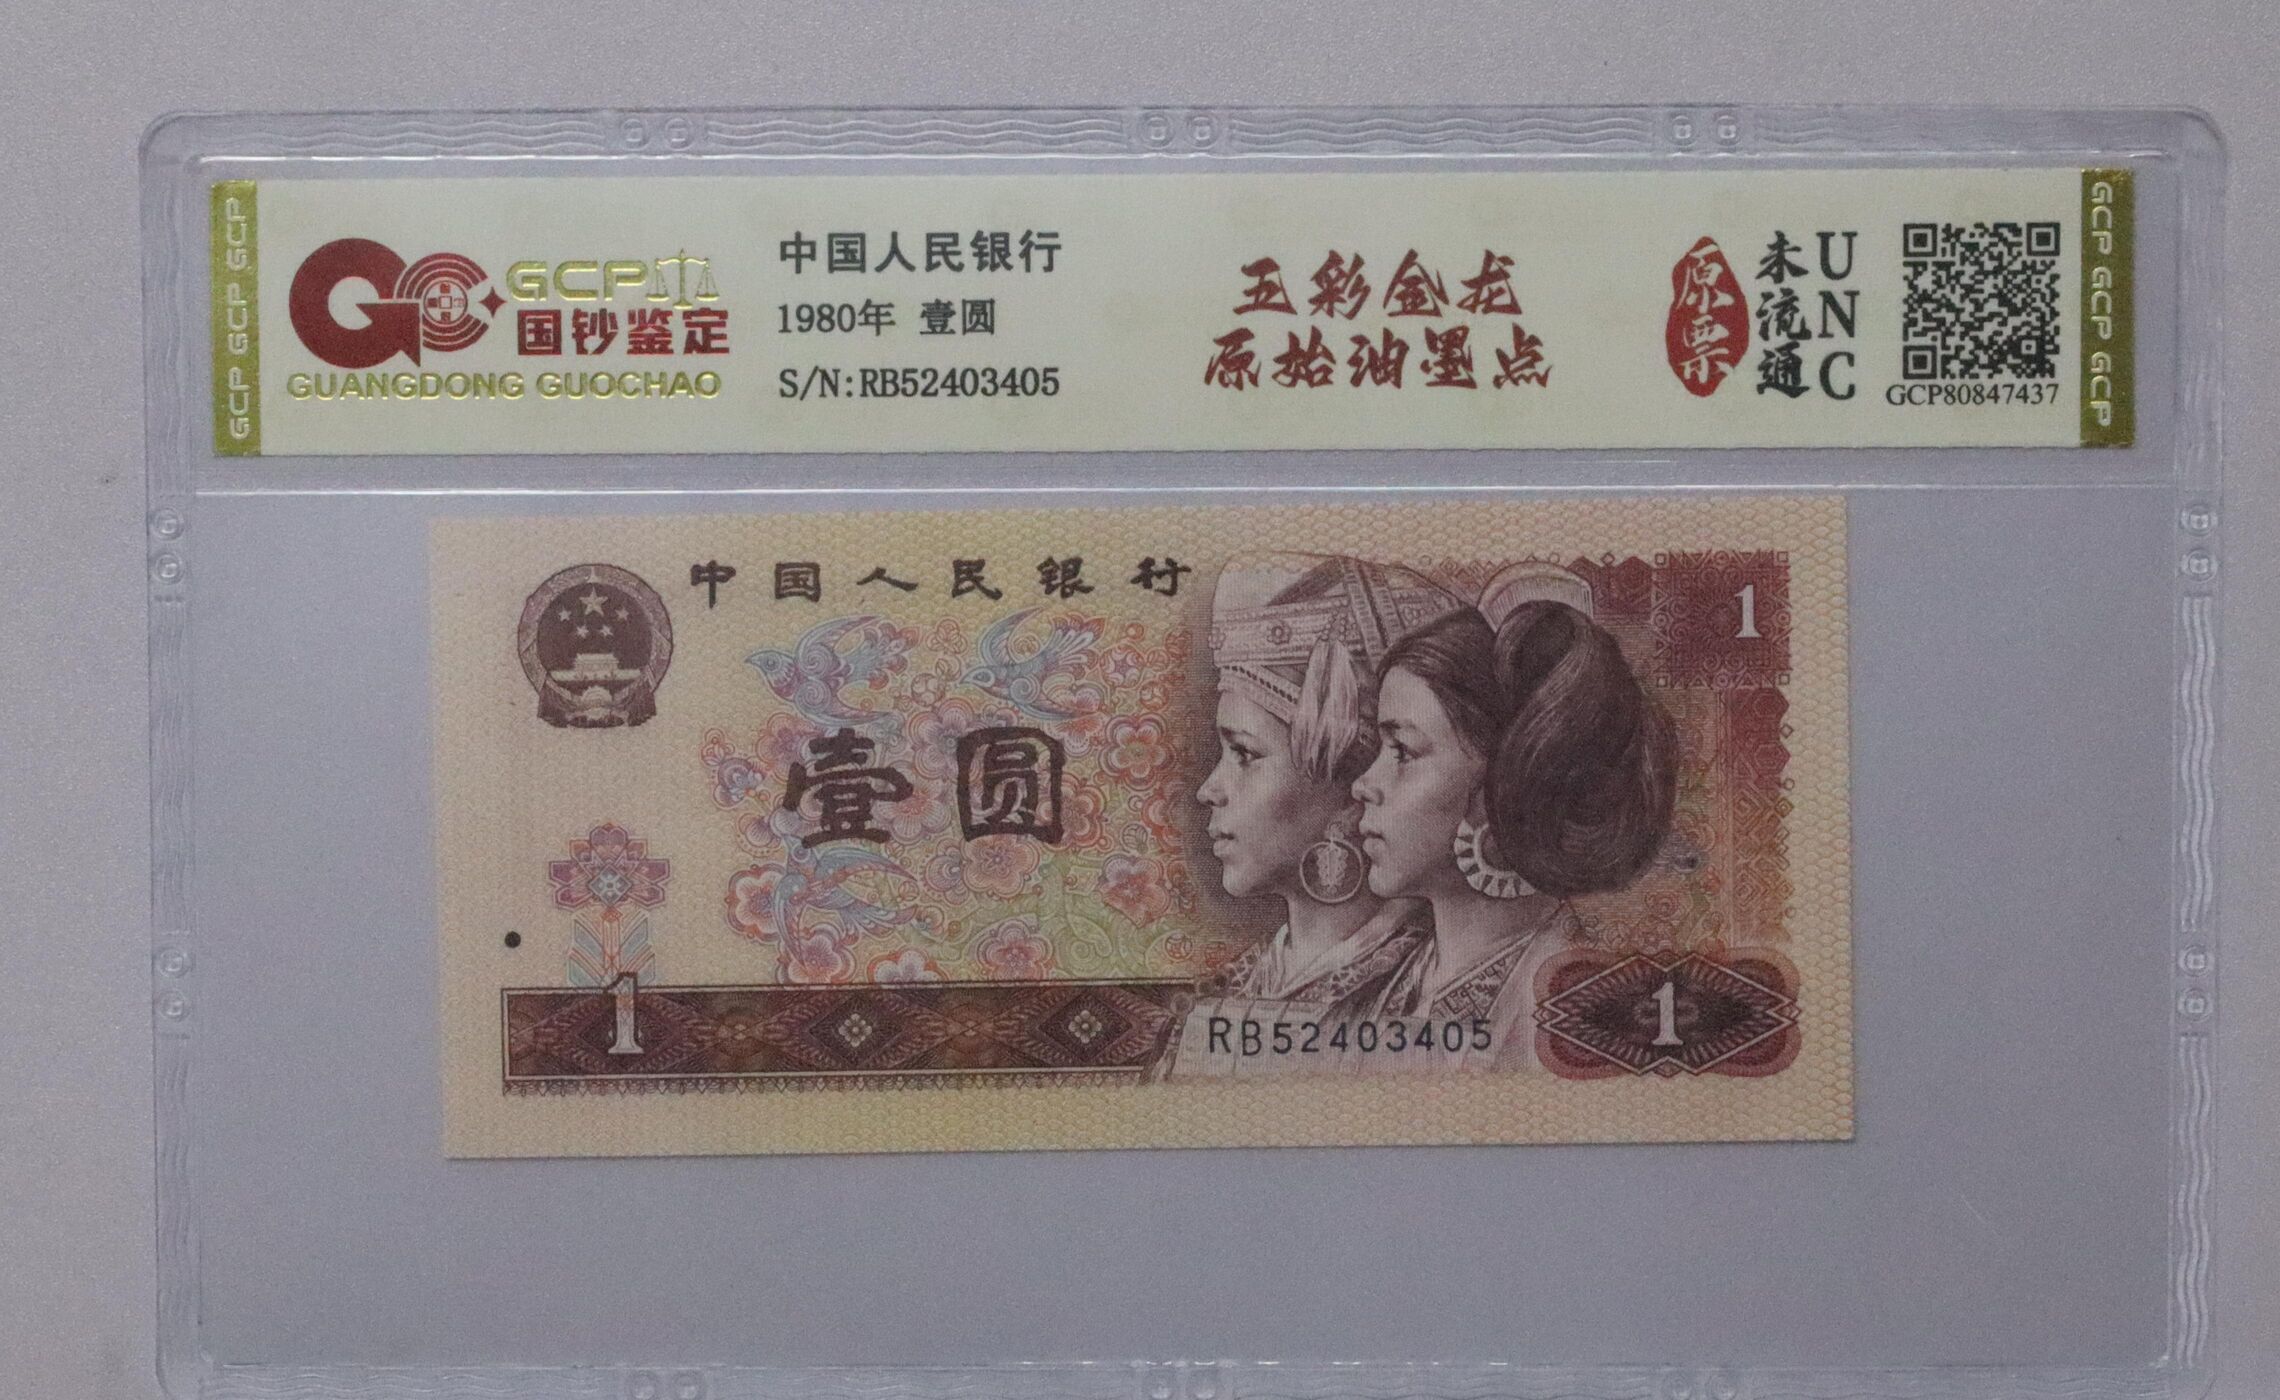 GCP GCP GCP
GCP
国钞鉴定
GUANGDONG GUOCHAO
中国人民银行
1980年 壹圆
S/N:RB52403405
五彩金龙
原始油墨点
原票
未流通
UNC
GCP80847437
GCP GCP GCP
中国人民银行
1
壹圆
1
RB52403405
1